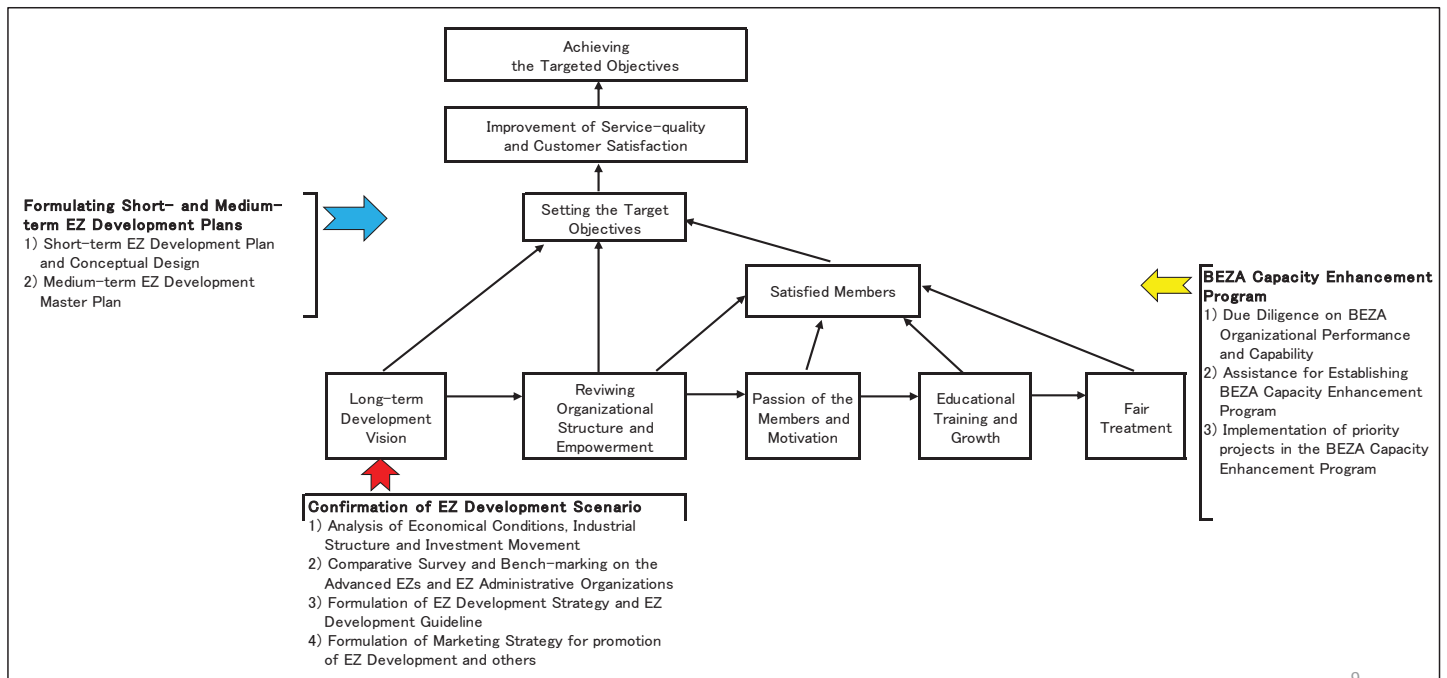 Achieving
the Targeted Objectives
Improvement of Service-quality
and Customer Satisfaction
Formulating Short- and Medium-
term EZ Development Plans
1) Short-term EZ Development Plan
and Conceptual Design
2) Medium-term EZ Development
Master Plan
Setting the Target
Objectives
Satisfied Members
BEZA Capacity Enhancement
Program
1) Due Diligence on BEZA
Organizational Performance
and Capability
2) Assistance for Establishing
BEZA Capacity Enhancement
Program
3) Implementation of priority
projects in the BEZA Capacity
Enhancement Program
Long-term
Development
Vision
Reviving
Organizational
Structure and
Empowerment
Passion of the
Members and
Motivation
Educational
Training and
Growth
Fair
Treatment
Confirmation of EZ Development Scenario
1) Analysis of Economical Conditions, Industrial
Structure and Investment Movement
2) Comparative Survey and Bench-marking on the
Advanced EZs and EZ Administrative Organizations
3) Formulation of EZ Development Strategy and EZ
Development Guideline
4) Formulation of Marketing Strategy for promotion
of EZ Development and others